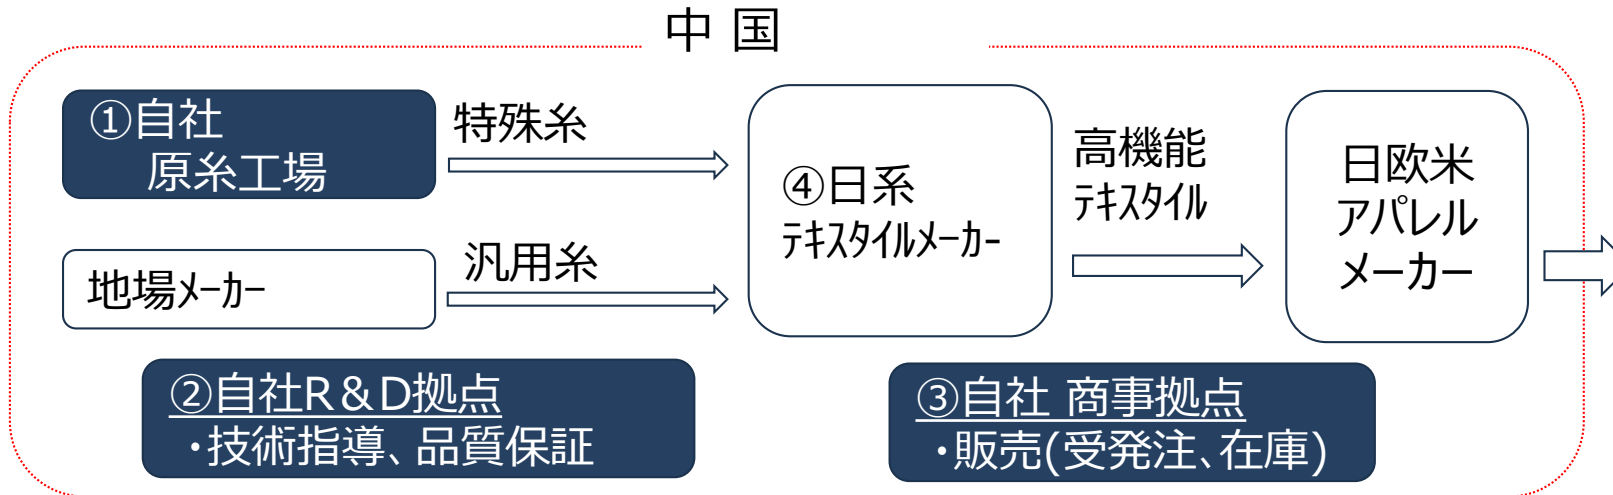 中 国
①自社
原糸工場
特殊糸
地場ﾒｰｶｰ
汎用糸
④日系
ﾃｷｽﾀｲﾙﾒｰｶｰ
高機能
ﾃｷｽﾀｲﾙ
日欧米
アパレル
メーカー
②自社R＆D拠点
・技術指導、品質保証
③自社 商事拠点
・販売(受発注、在庫)